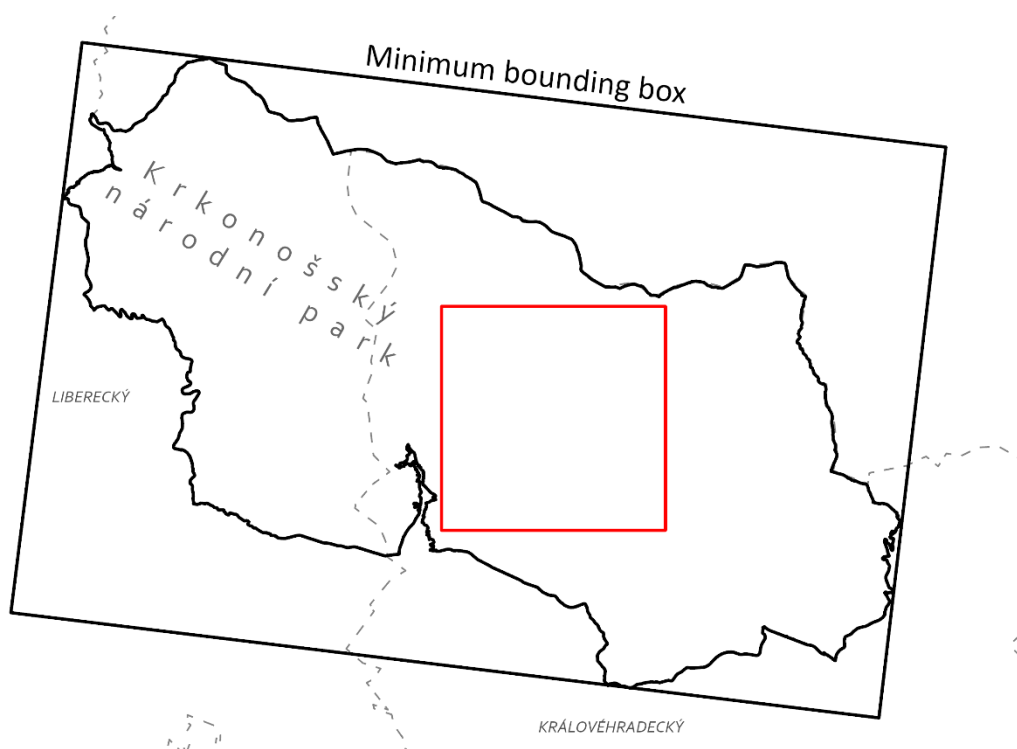 Minimum bounding box
Krkonošský
národní park
LIBERECKÝ
KRÁLOVÉHRADECKÝ